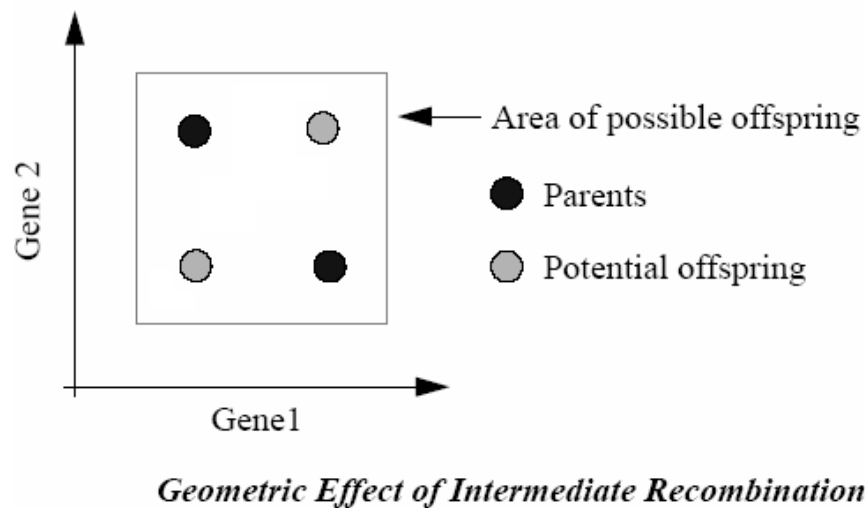 Area of possible offspring
Gene 2
Parents
Potential offspring
Gene1
Geometric Effect of Intermediate Recombination